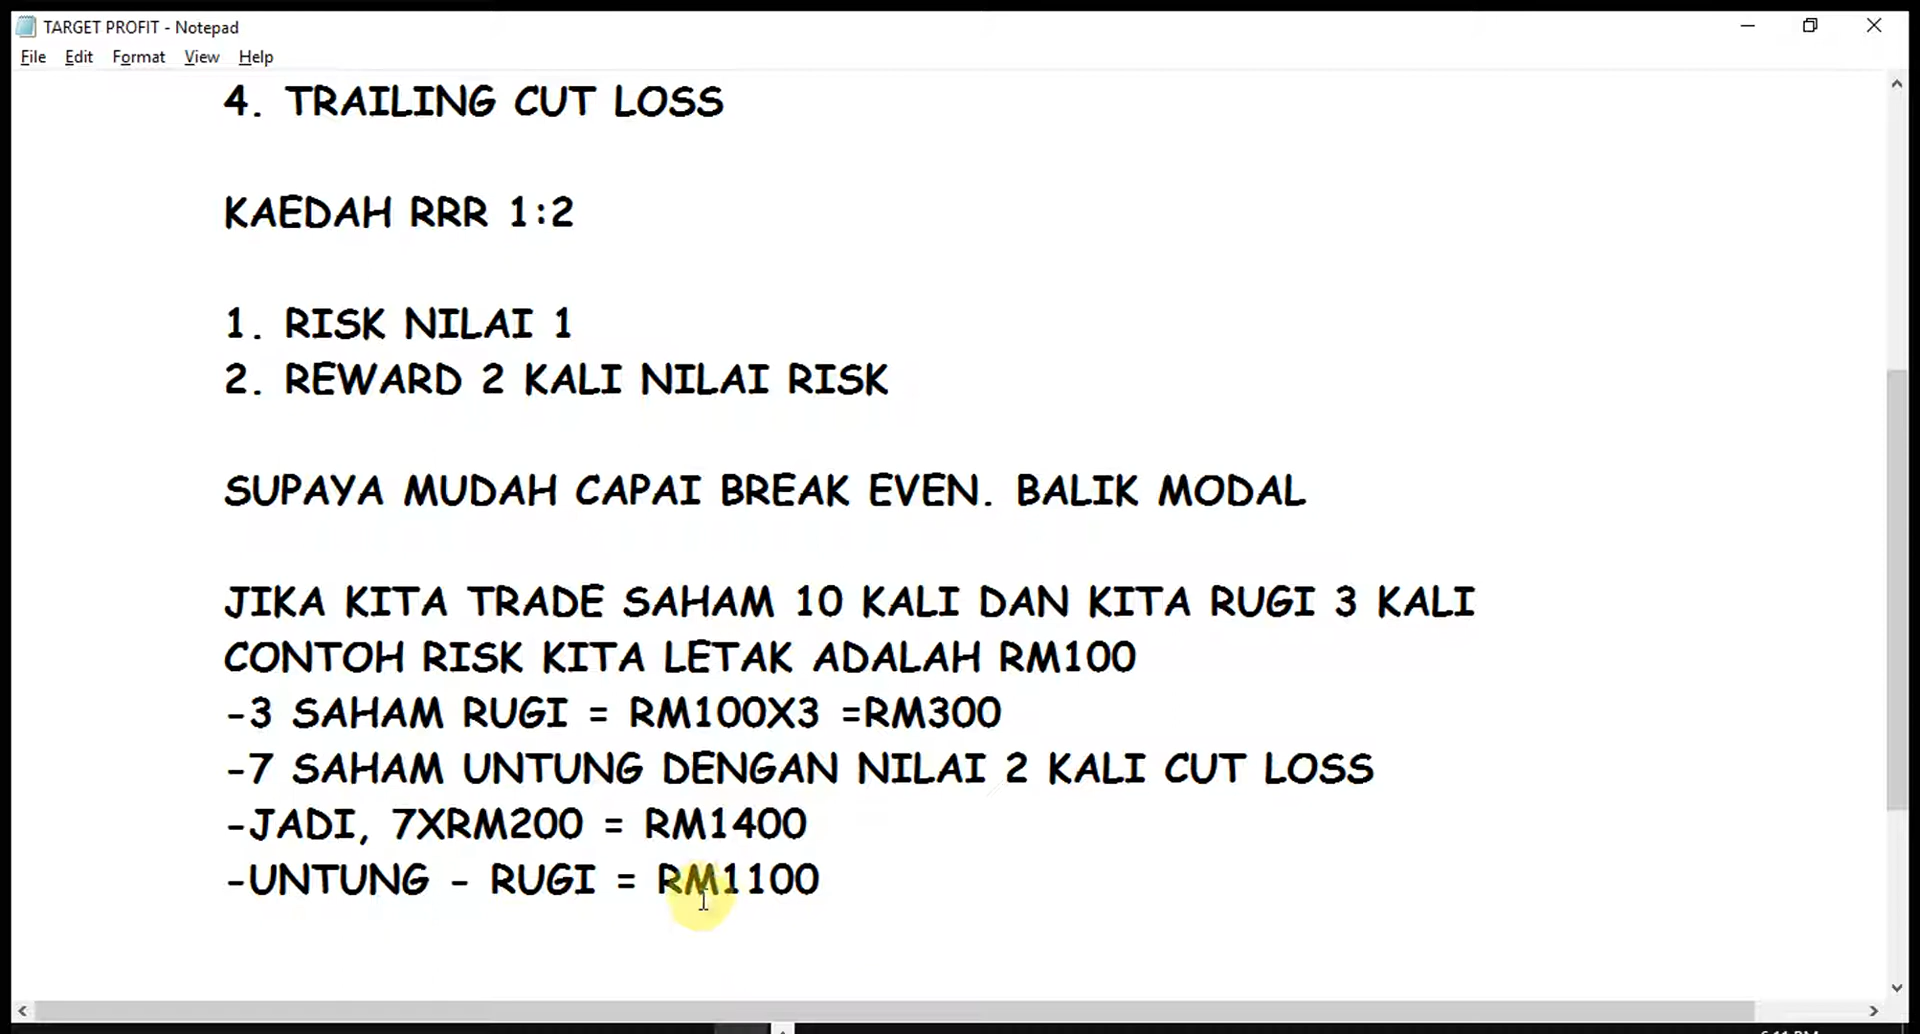 TARGET PROFIT - Notepad
File Edit Format View Help
4. TRAILING CUT LOSS
KAEDAH RRR 1:2
1. RISK NILAI 1
2. REWARD 2 KALI NILAI RISK
SUPAYA MUDAH CAPAI BREAK EVEN. BALIK MODAL
JIKA KITA TRADE SAHAM 10 KALI DAN KITA RUGI 3 KALI
CONTOH RISK KITA LETAK ADALAH RM100
-3 SAHAM RUGI = RM100X3 =RM300
-7 SAHAM UNTUNG DENGAN NILAI 2 KALI CUT LOSS
-JADI, 7XRM200 = RM1400
-UNTUNG - RUGI = RM1100